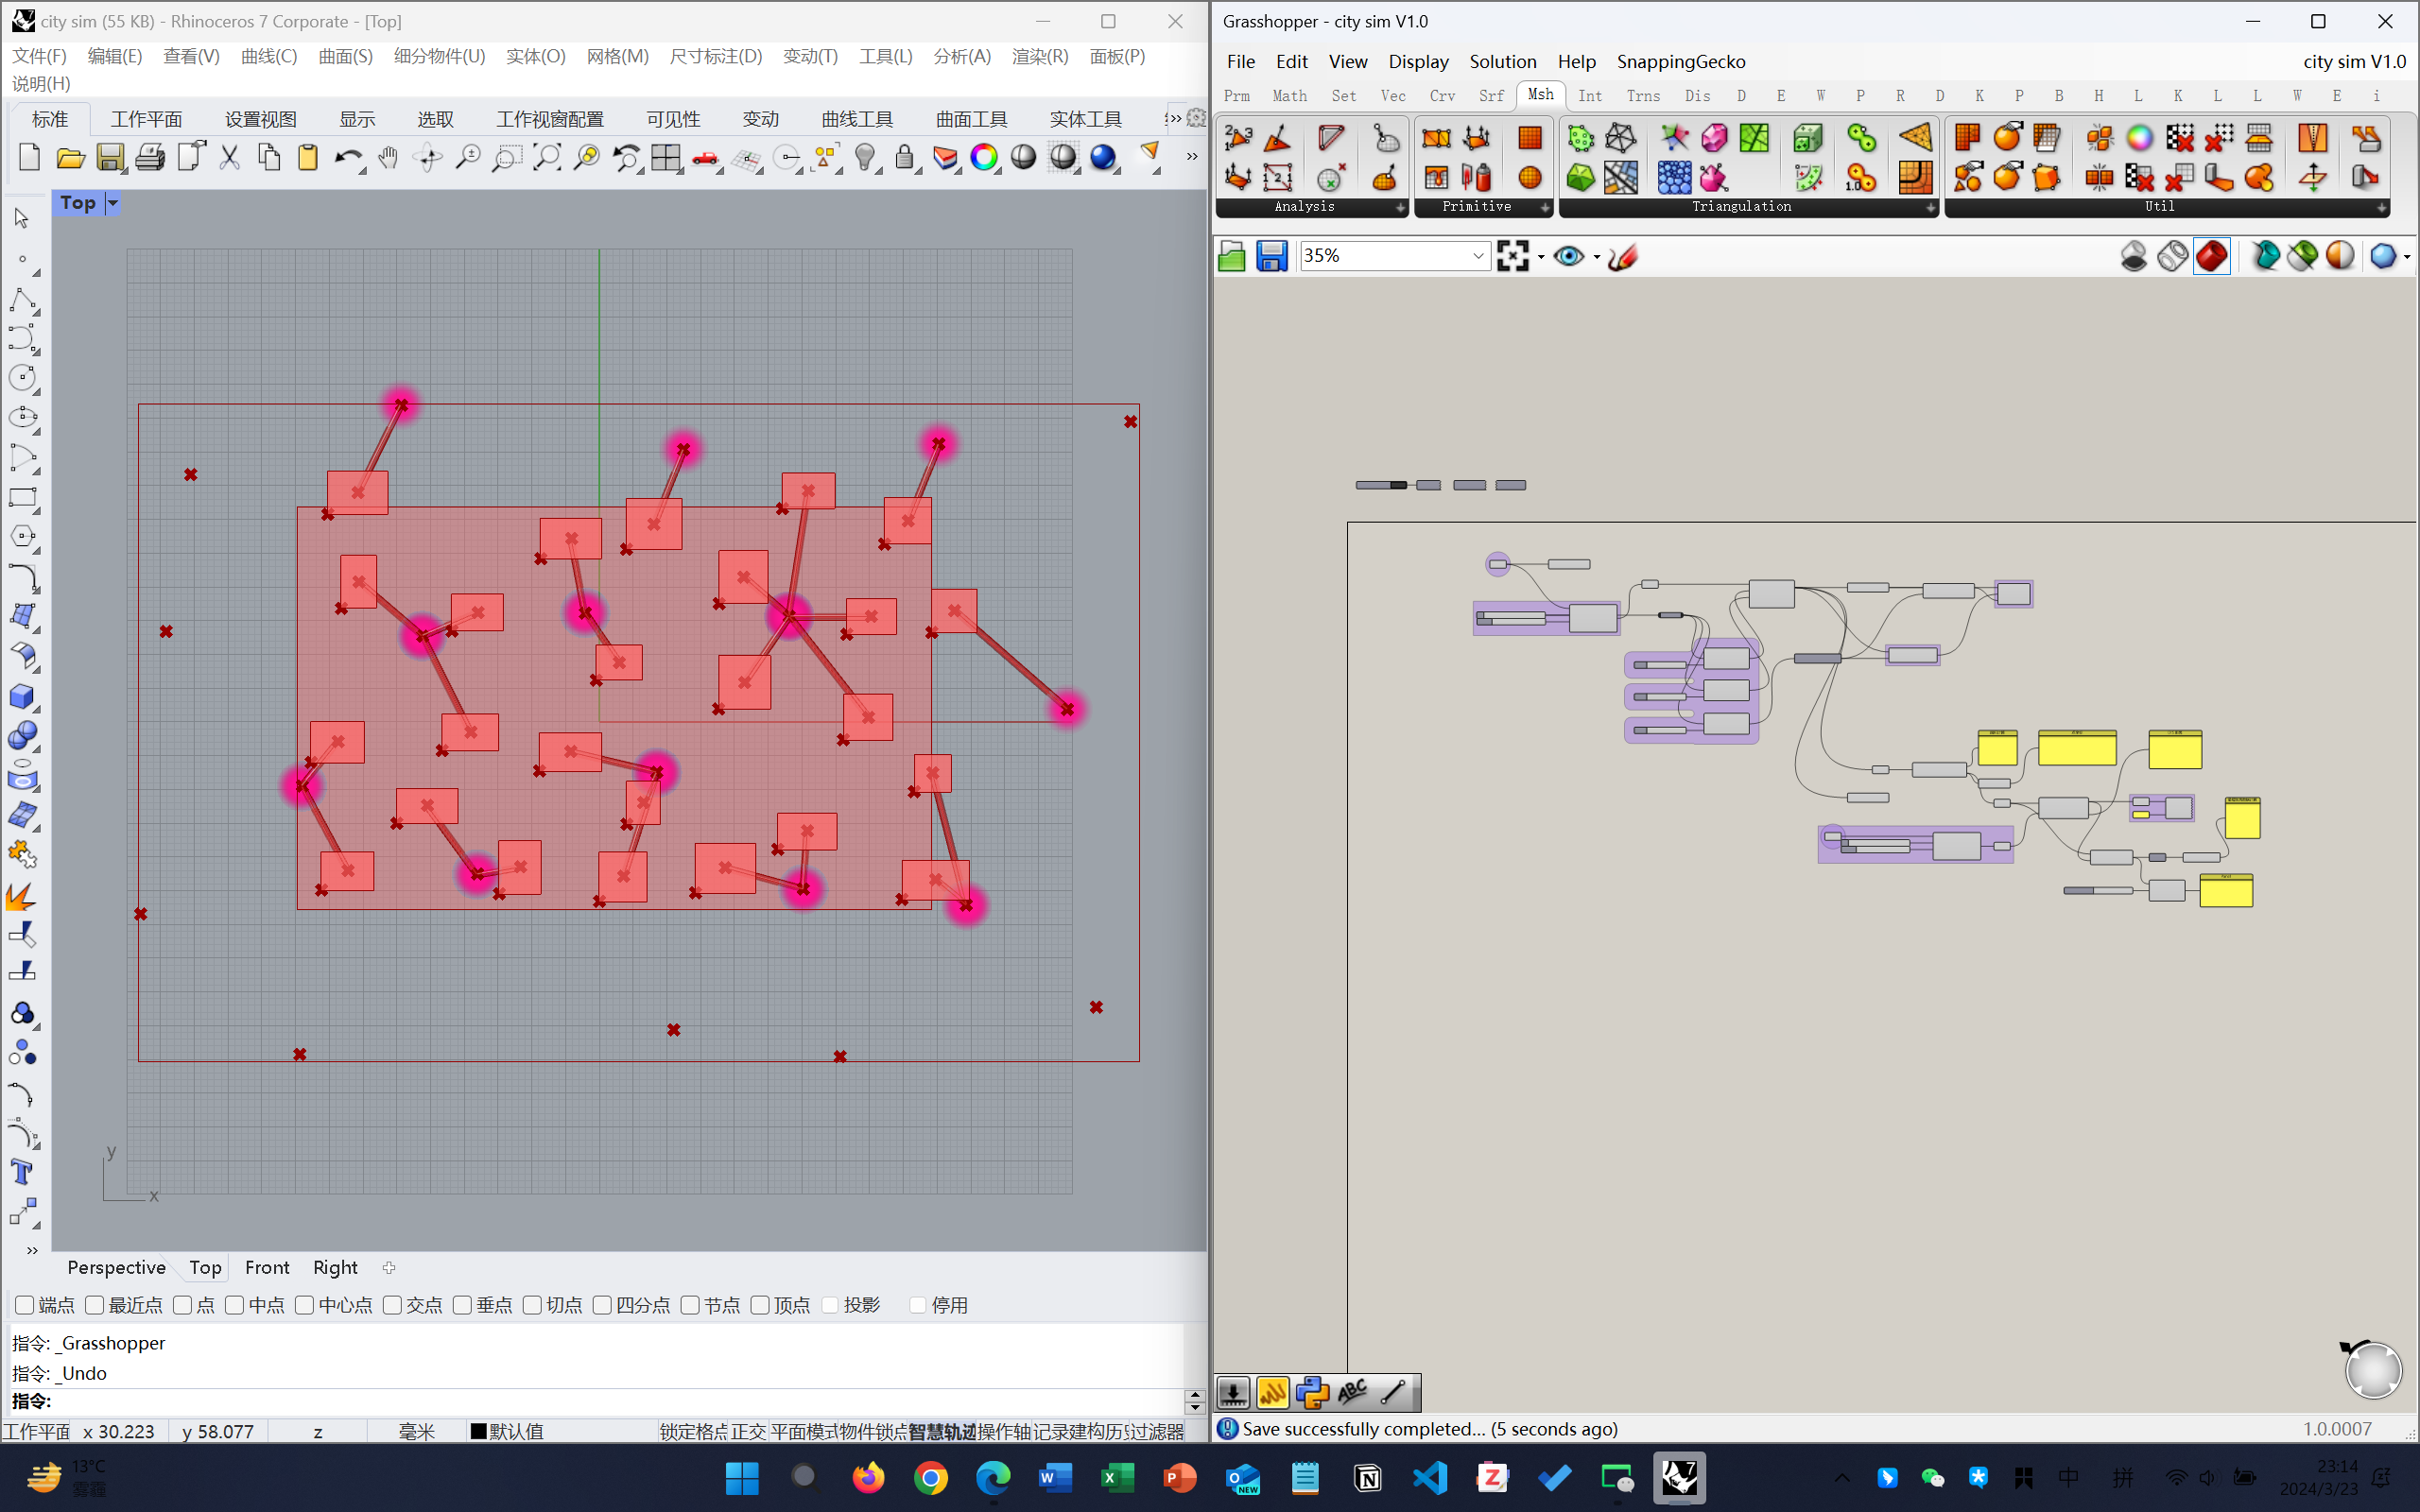 city sim (55 KB) - Rhinoceros 7 Corporate - [Top]
文件(F) 编辑(E) 查看(V) 曲线(C) 曲面(S) 细分物件(U) 实体(O) 网格(M) 尺寸标注(D) 变动(T) 工具(L) 分析(A) 渲染(R) 面板(P)
说明(H)
标准 工作平面 设置视图 显示 选取 工作视窗配置 可见性 变动 曲线工具 曲面工具 实体工具
Top
y
x
Perspective Top Front Right
端点 最近点 点 中点 中心点 交点 垂点 切点 四分点 节点 顶点 投影 停用
指令: _Grasshopper
指令: _Undo
指令:
工作平面 x 30.223 y 58.077 z 毫米 默认值 锁定格点 正交 平面模式 物件锁点 智慧轨迹 操作轴 记录建构历史 过滤器
Grasshopper - city sim V1.0
File Edit View Display Solution Help SnappingGecko city sim V1.0
Prm Math Set Vec Crv Srf Msh Int Trns Dis D E W P R D K P B H L K L L W E i
Analysis Primitive Triangulation Util
35%
ABC
Save successfully completed... (5 seconds ago) 1.0.0007
13°C
雾霾
中 拼
23:14
2024/3/23